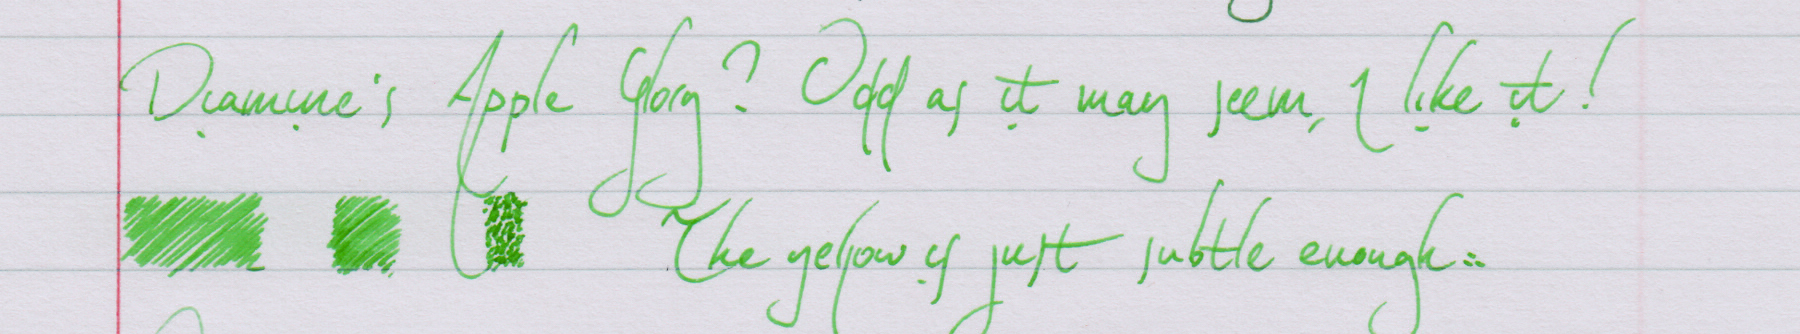 Diamine's Apple Glory? Odd as it may seem, I like it!
The yellow is just subtle enough..